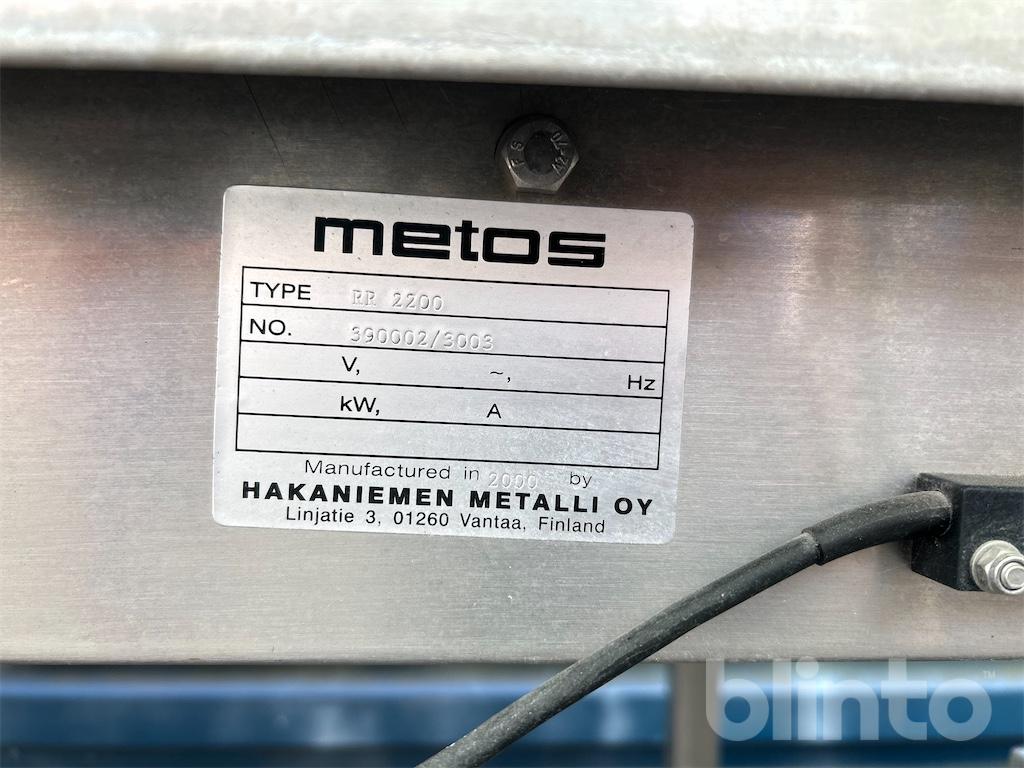 metos
TYPE RR 2200
NO. 390002/3003
V, ~, Hz
kW, A
Manufactured in 2000 by
HAKANIEMEN METALLI OY
Linjatie 3, 01260 Vantaa, Finland
blinto™